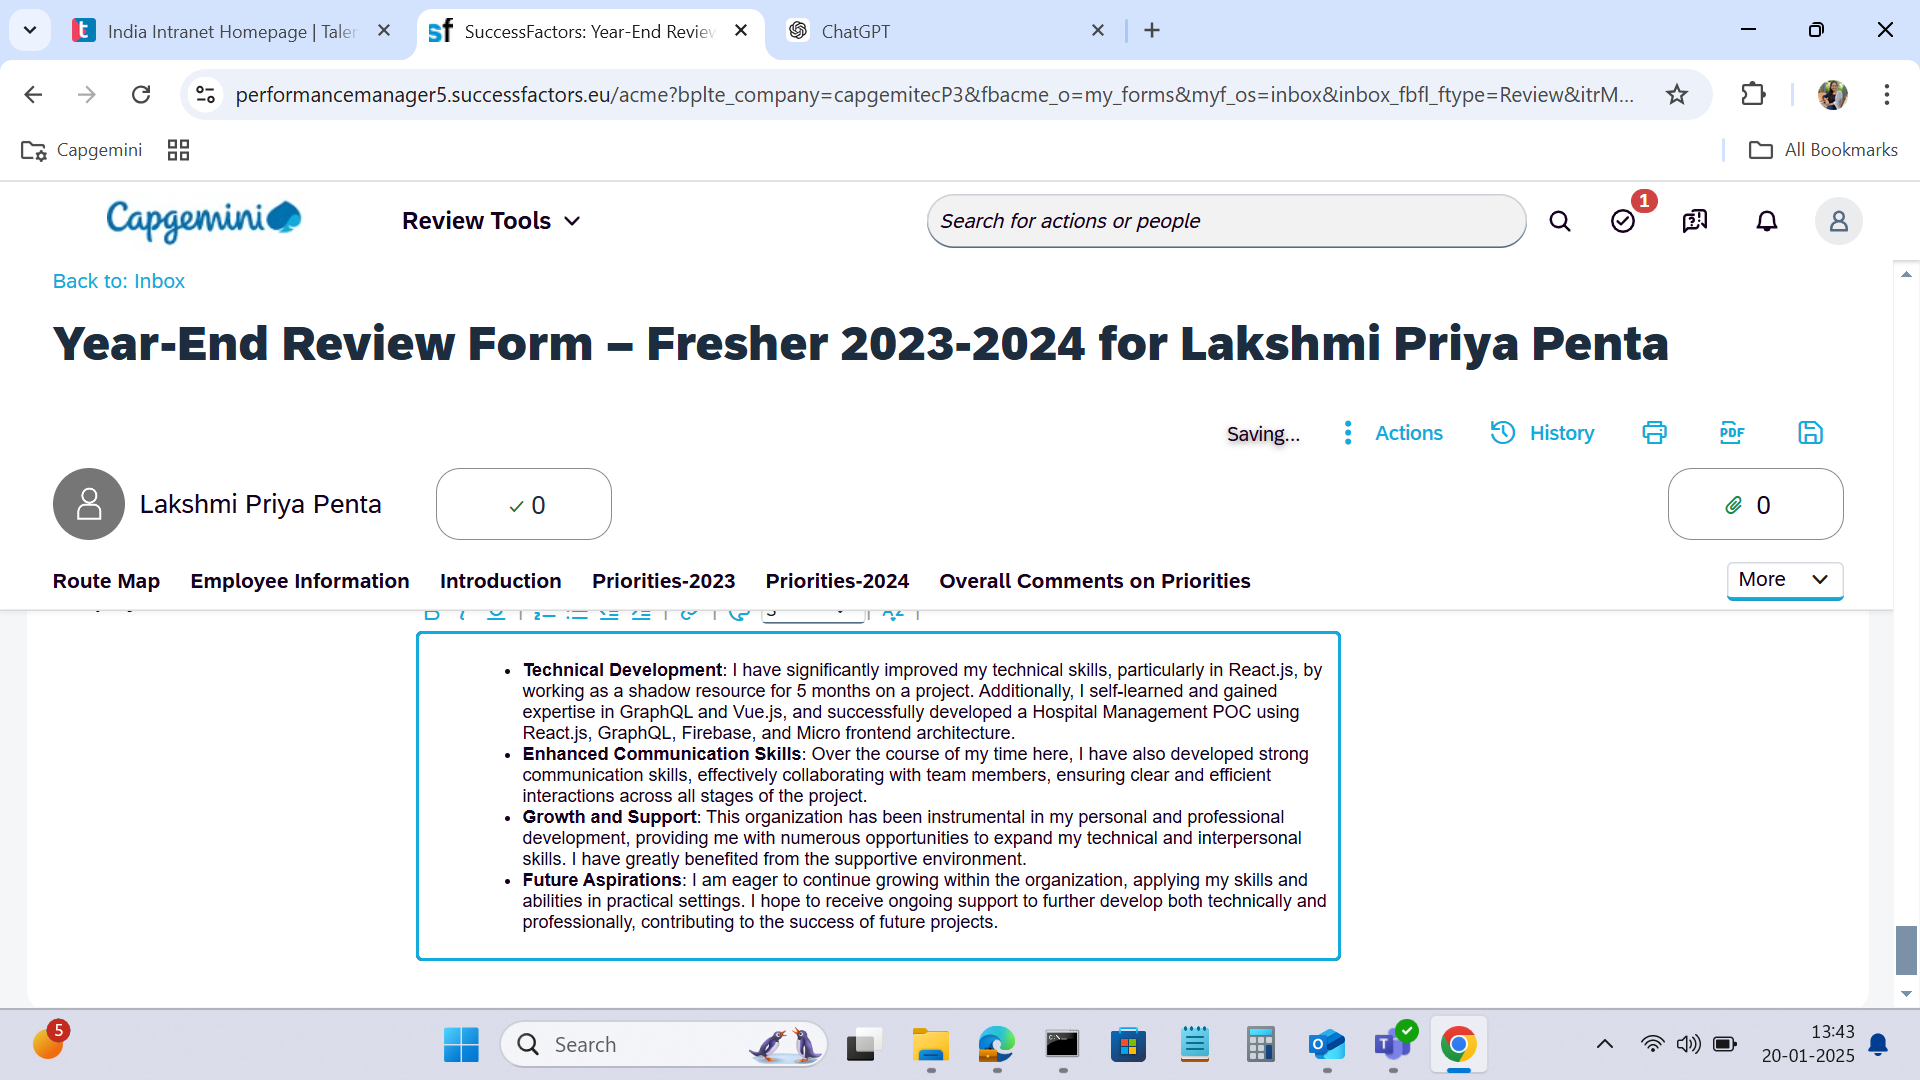 India Intranet Homepage | Taler
SuccessFactors: Year-End Review
ChatGPT
performancemanager5.successfactors.eu/acme?bplte_company=capgemitecP3&fbacme_o=my_forms&myf_os=inbox&inbox_fbfl_ftype=Review&itrM...
Capgemini
All Bookmarks
Capgemini
Review Tools
Search for actions or people
1
Back to: Inbox
Year-End Review Form – Fresher 2023-2024 for Lakshmi Priya Penta
Saving...
Actions
History
PDF
Lakshmi Priya Penta
0
0
Route Map
Employee Information
Introduction
Priorities-2023
Priorities-2024
Overall Comments on Priorities
More
• Technical Development: I have significantly improved my technical skills, particularly in React.js, by
working as a shadow resource for 5 months on a project. Additionally, I self-learned and gained
expertise in GraphQL and Vue.js, and successfully developed a Hospital Management POC using
React.js, GraphQL, Firebase, and Micro frontend architecture.
• Enhanced Communication Skills: Over the course of my time here, I have also developed strong
communication skills, effectively collaborating with team members, ensuring clear and efficient
interactions across all stages of the project.
• Growth and Support: This organization has been instrumental in my personal and professional
development, providing me with numerous opportunities to expand my technical and interpersonal
skills. I have greatly benefited from the supportive environment.
• Future Aspirations: I am eager to continue growing within the organization, applying my skills and
abilities in practical settings. I hope to receive ongoing support to further develop both technically and
professionally, contributing to the success of future projects.
5
Search
13:43
20-01-2025